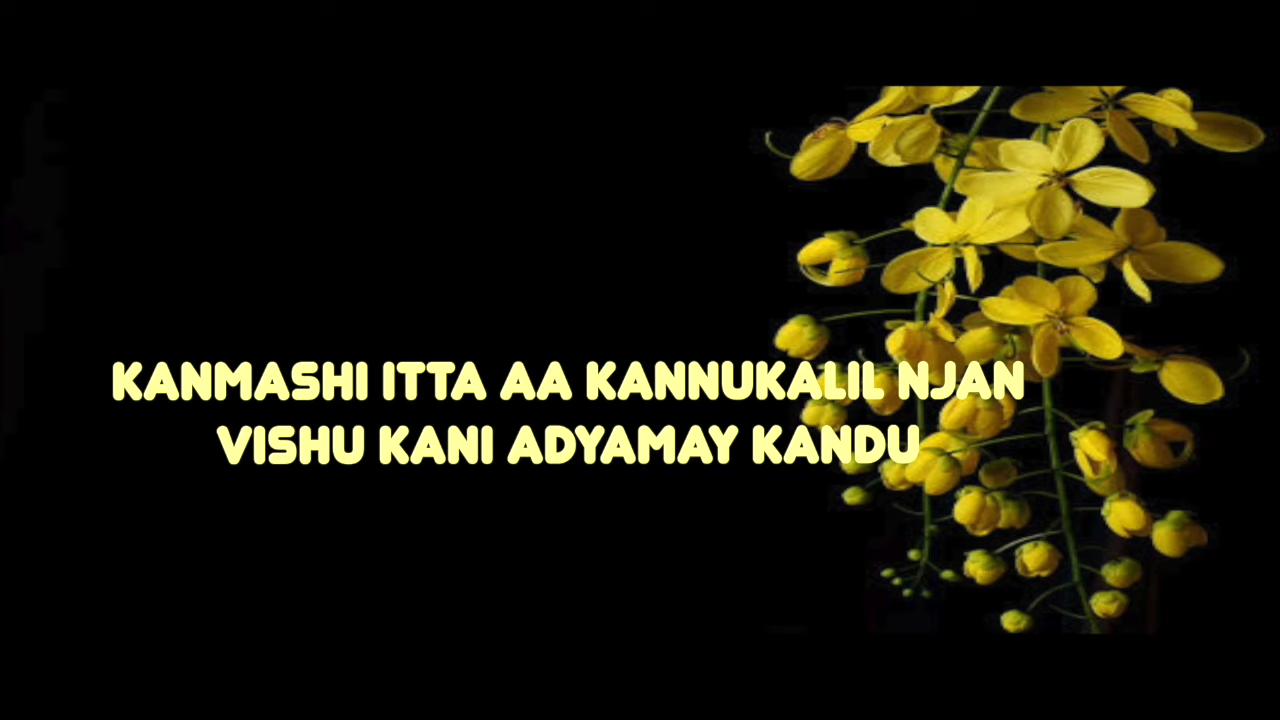 KANMASHI ITTA AA KANNUKALIL NJAN
VISHU KANI ADYAMAY KANDU